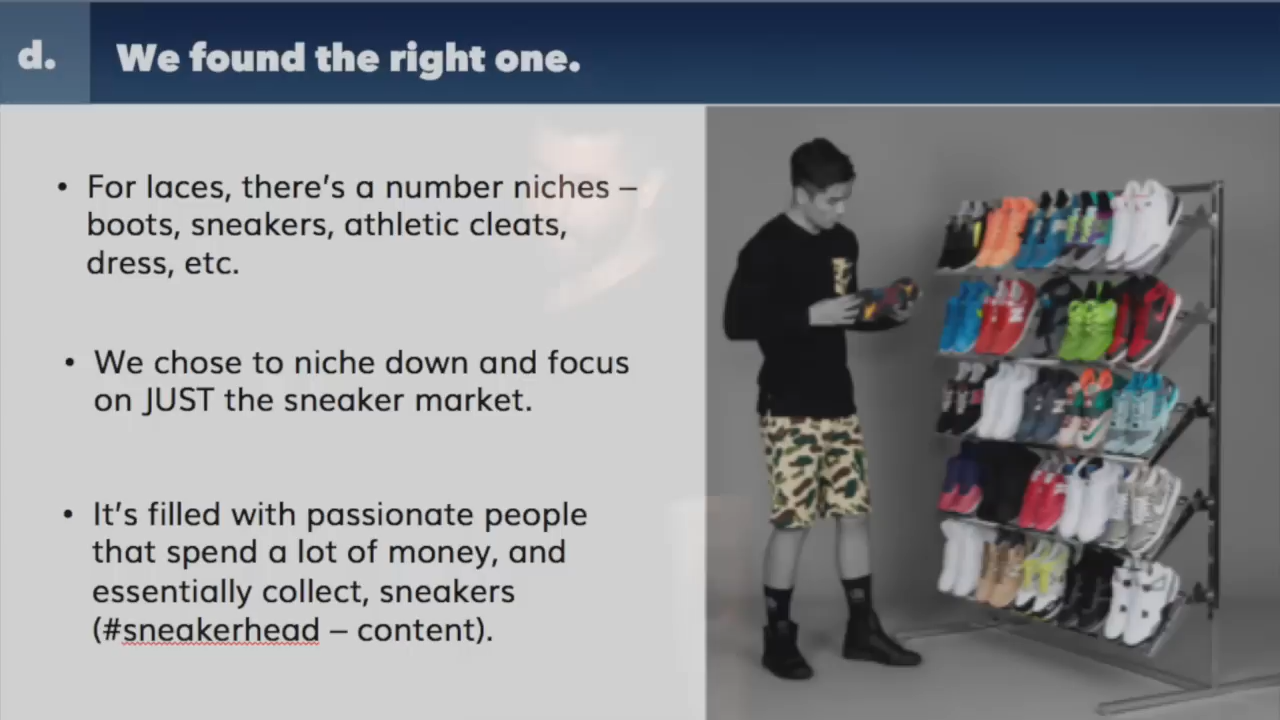 d.
We found the right one.
• For laces, there's a number niches –
boots, sneakers, athletic cleats,
dress, etc.
• We chose to niche down and focus
on JUST the sneaker market.
• It's filled with passionate people
that spend a lot of money, and
essentially collect, sneakers
(#sneakerhead – content).